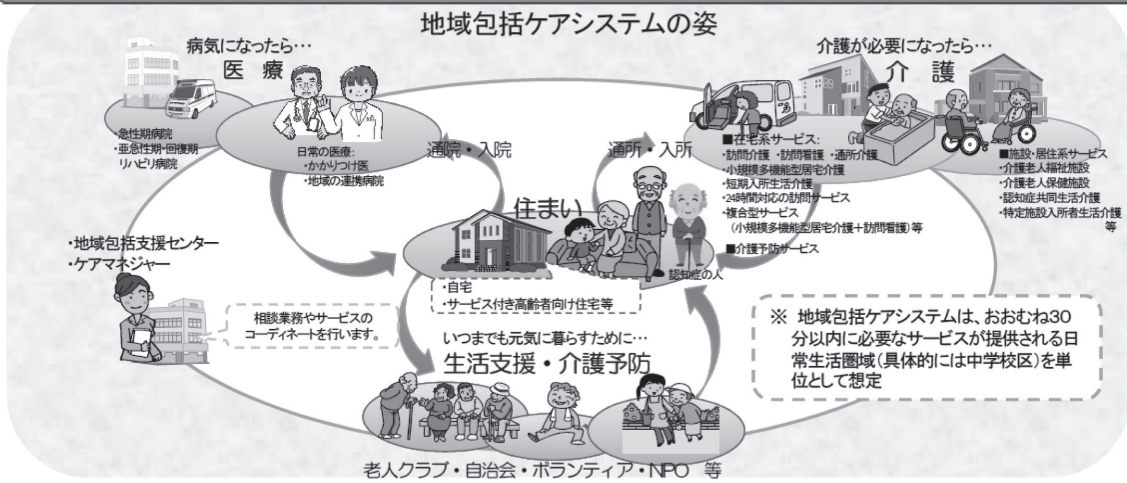 地域包括ケアシステムの姿
病気になったら…
医 療
・急性期病院
・亜急性期・回復期
リハビリ病院
日常の医療:
・かかりつけ医
・地域の連携病院
通院・入院
通所・入所
介護が必要になったら…
介 護
■在宅系サービス:
・訪問介護 ・訪問看護 ・通所介護
・小規模多機能型居宅介護
・短期入所生活介護
・24時間対応の訪問サービス
・複合型サービス
(小規模多機能型居宅介護+訪問看護)等
■介護予防サービス
■施設・居住系サービス
・介護老人福祉施設
・介護老人保健施設
・認知症共同生活介護
・特定施設入所者生活介護
等
住まい
認知症の人
・自宅
・サービス付き高齢者向け住宅等
・地域包括支援センター
・ケアマネジャー
相談業務やサービスの
コーディネートを行います。
いつまでも元気に暮らすために…
生活支援・介護予防
老人クラブ・自治会・ボランティア・NPO 等
※ 地域包括ケアシステムは、おおむね30
分以内に必要なサービスが提供される日
常生活圏域(具体的には中学校区)を単
位として想定